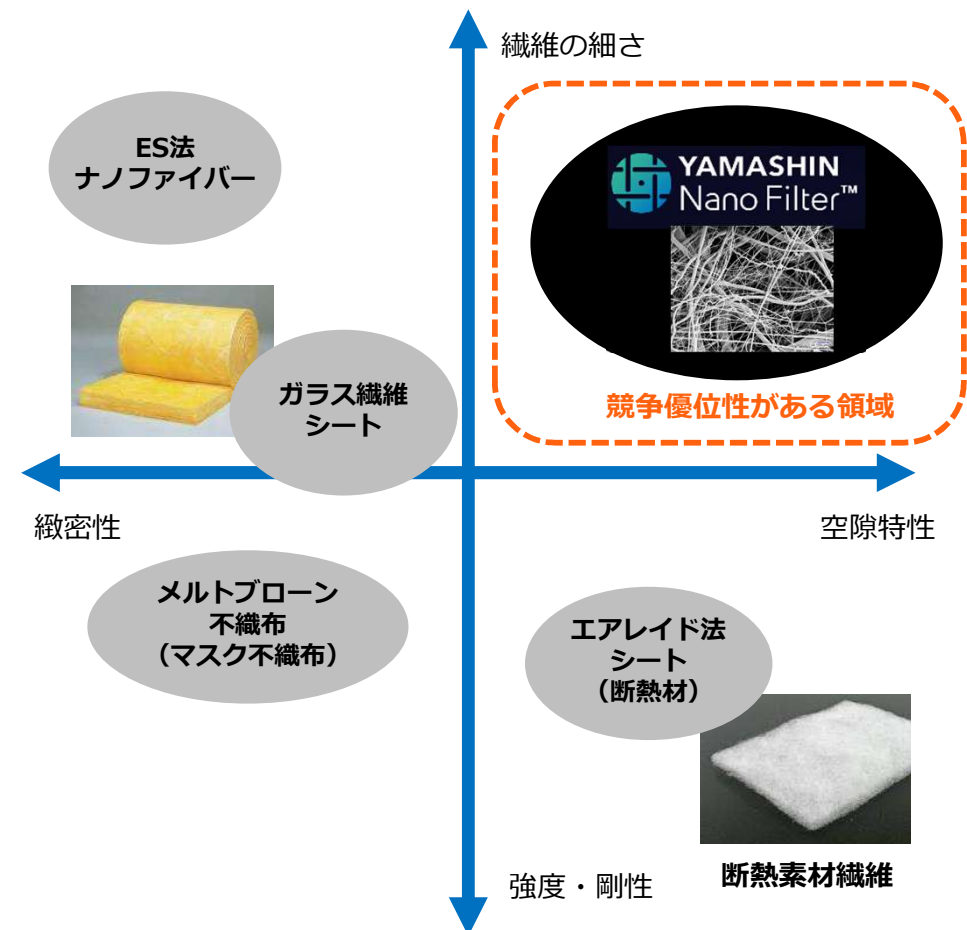 繊維の細さ
ES法
ナノファイバー
YAMASHIN
Nano Filter™
ガラス繊維
シート
競争優位性がある領域
緻密性
空隙特性
メルトブローン
不織布
（マスク不織布）
エアレイド法
シート
（断熱材）
強度・剛性
断熱素材繊維